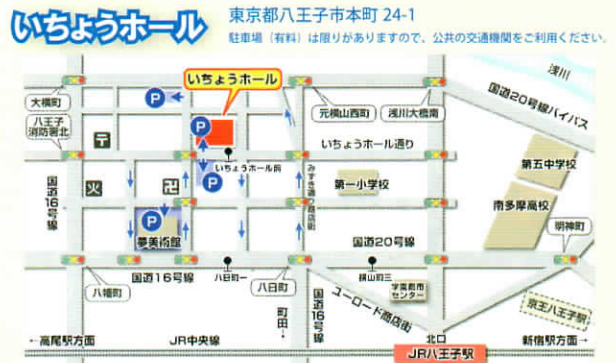 いちょうホール
東京都八王子市本町 24-1
駐車場（有料）は限りがありますので、公共の交通機関をご利用ください。
いちょうホール
浅川
国道20号線バイパス
大横町
P
元横山西町
浅川大橋南
八王子
消防署北
〒
P
いちょうホール通り
いちょうホール前
第五中学校
国道16号線
火
卍
P
みずき通り商店街
第一小学校
南多摩高校
P
夢美術館
国道20号線
明神町
国道16号線
八日町一
八日町
横山町三
八幡町
学園都市
センター
国道16号線
ユーロード商店街
京王八王子駅
町田→
北口
←高尾駅方面
JR中央線
JR八王子駅
新宿駅方面→